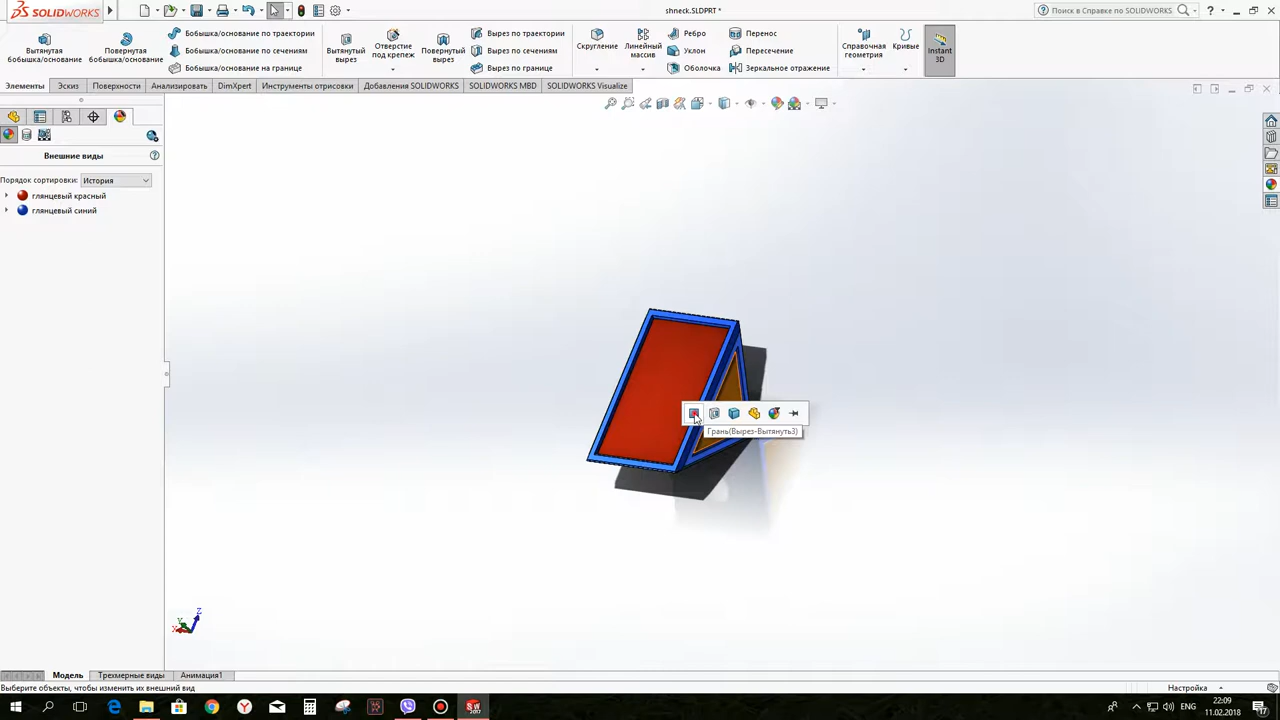 SOLIDWORKS
shneck.SLDPRT *
Поиск в Справке по SOLIDWORKS
Вытянутая бобышка/основание
Повернутая бобышка/основание
Бобышка/основание по траектории
Бобышка/основание по сечениям
Бобышка/основание на границе
Вытянутый вырез
Отверстие под крепеж
Повернутый вырез
Вырез по траектории
Вырез по сечениям
Вырез по границе
Скругление
Линейный массив
Ребро
Уклон
Оболочка
Перенос
Пересечение
Зеркальное отражение
Справочная геометрия
Кривые
Instant 3D
Элементы
Эскиз
Поверхности
Анализировать
DimXpert
Инструменты отрисовки
Добавления SOLIDWORKS
SOLIDWORKS MBD
SOLIDWORKS Visualize
Внешние виды
Порядок сортировки:
История
глянцевый красный
глянцевый синий
Грань(Вырез-Вытянуть3)
Z
Y
X
Модель
Трехмерные виды
Анимация1
Выберите объекты, чтобы изменить их внешний вид
Настройка
22:09
11.02.2018
17